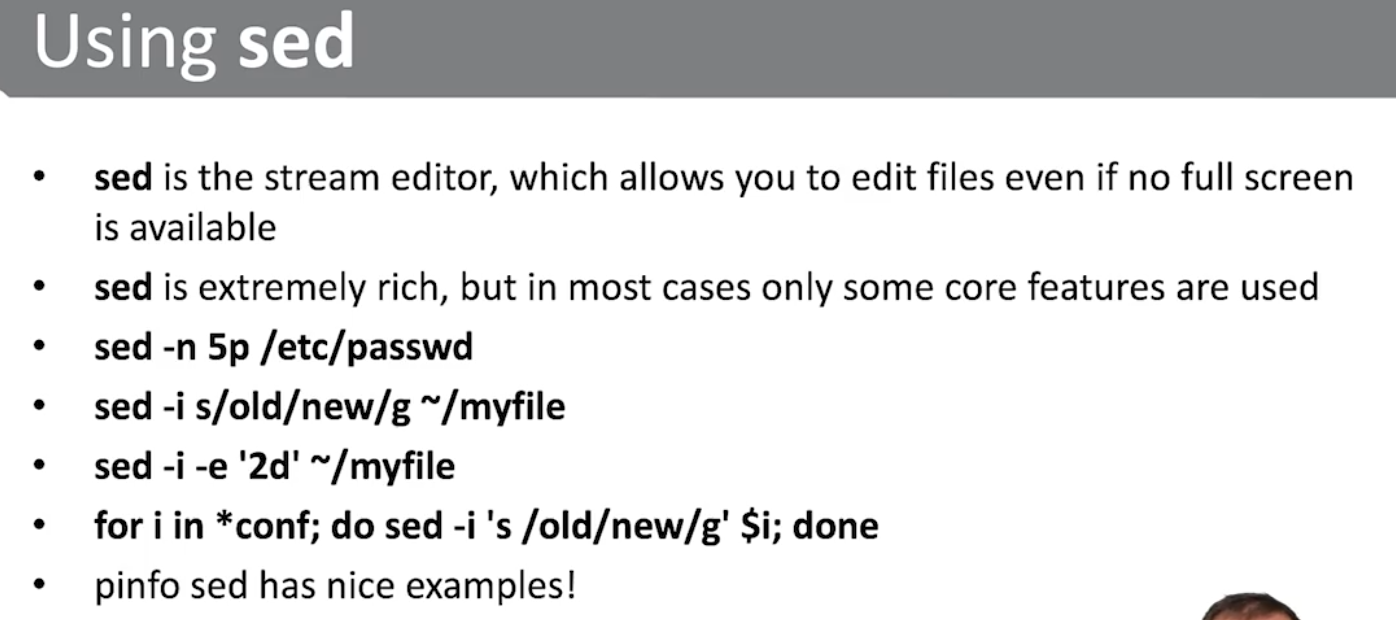 Using sed
• sed is the stream editor, which allows you to edit files even if no full screen
is available
• sed is extremely rich, but in most cases only some core features are used
• sed -n 5p /etc/passwd
• sed -i s/old/new/g ~/myfile
• sed -i -e '2d' ~/myfile
• for i in *conf; do sed -i 's /old/new/g' $i; done
• pinfo sed has nice examples!